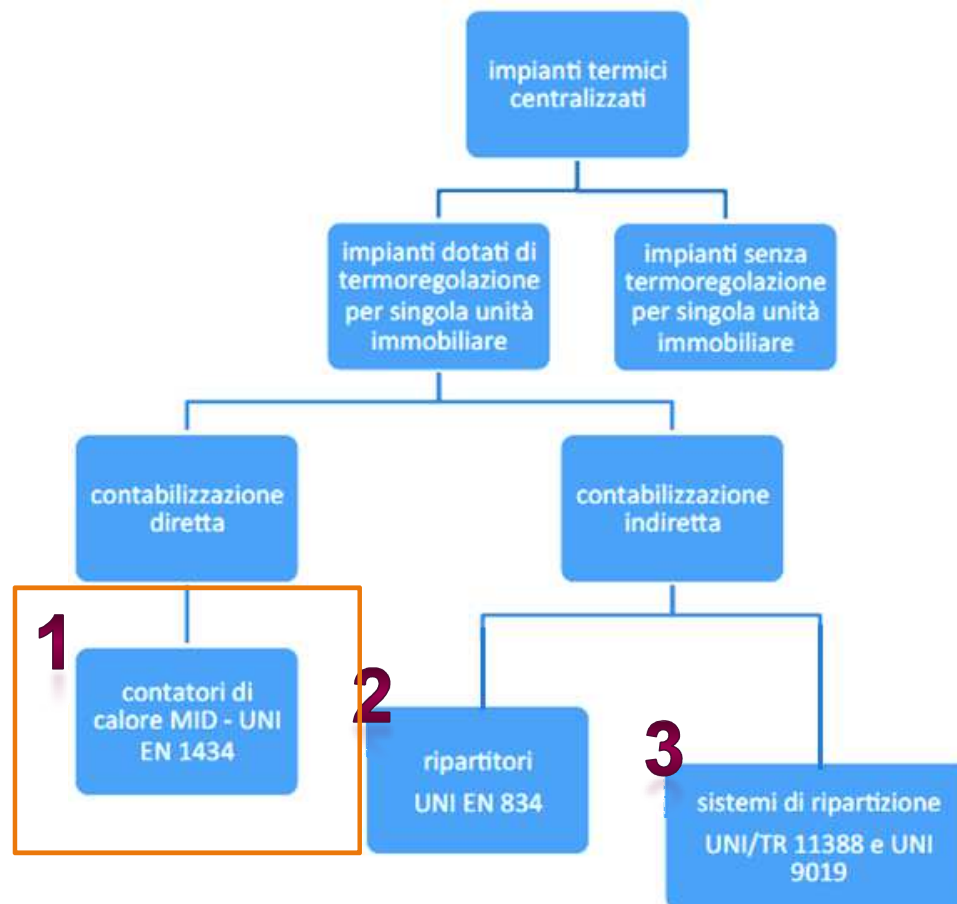 impianti termici
centralizzati
impianti dotati di
termoregolazione
per singola unità
immobiliare
impianti senza
termoregolazione
per singola unità
immobiliare
contabilizzazione
diretta
contabilizzazione
indiretta
1
contatori di
calore MID - UNI
EN 1434
2
ripartitori
UNI EN 834
3
sistemi di ripartizione
UNI/TR 11388 e UNI
9019